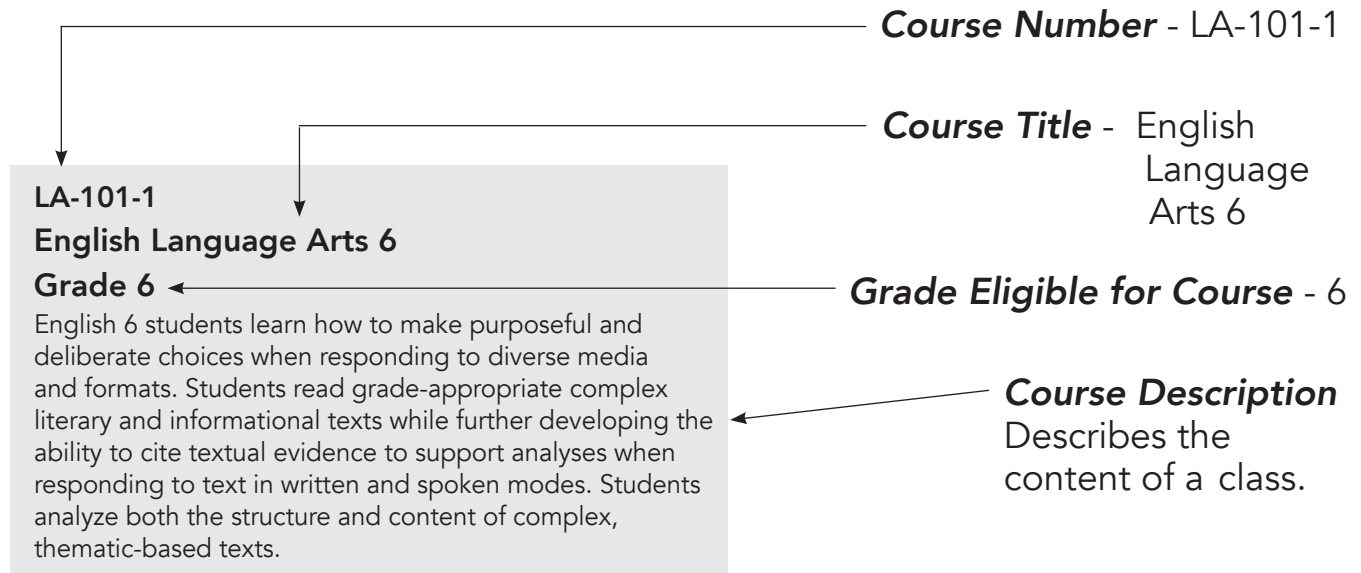 Course Number - LA-101-1
Course Title - English
Language
Arts 6
LA-101-1
English Language Arts 6
Grade 6
Grade Eligible for Course - 6
English 6 students learn how to make purposeful and
deliberate choices when responding to diverse media
and formats. Students read grade-appropriate complex
literary and informational texts while further developing the
ability to cite textual evidence to support analyses when
responding to text in written and spoken modes. Students
analyze both the structure and content of complex,
thematic-based texts.
Course Description
Describes the
content of a class.